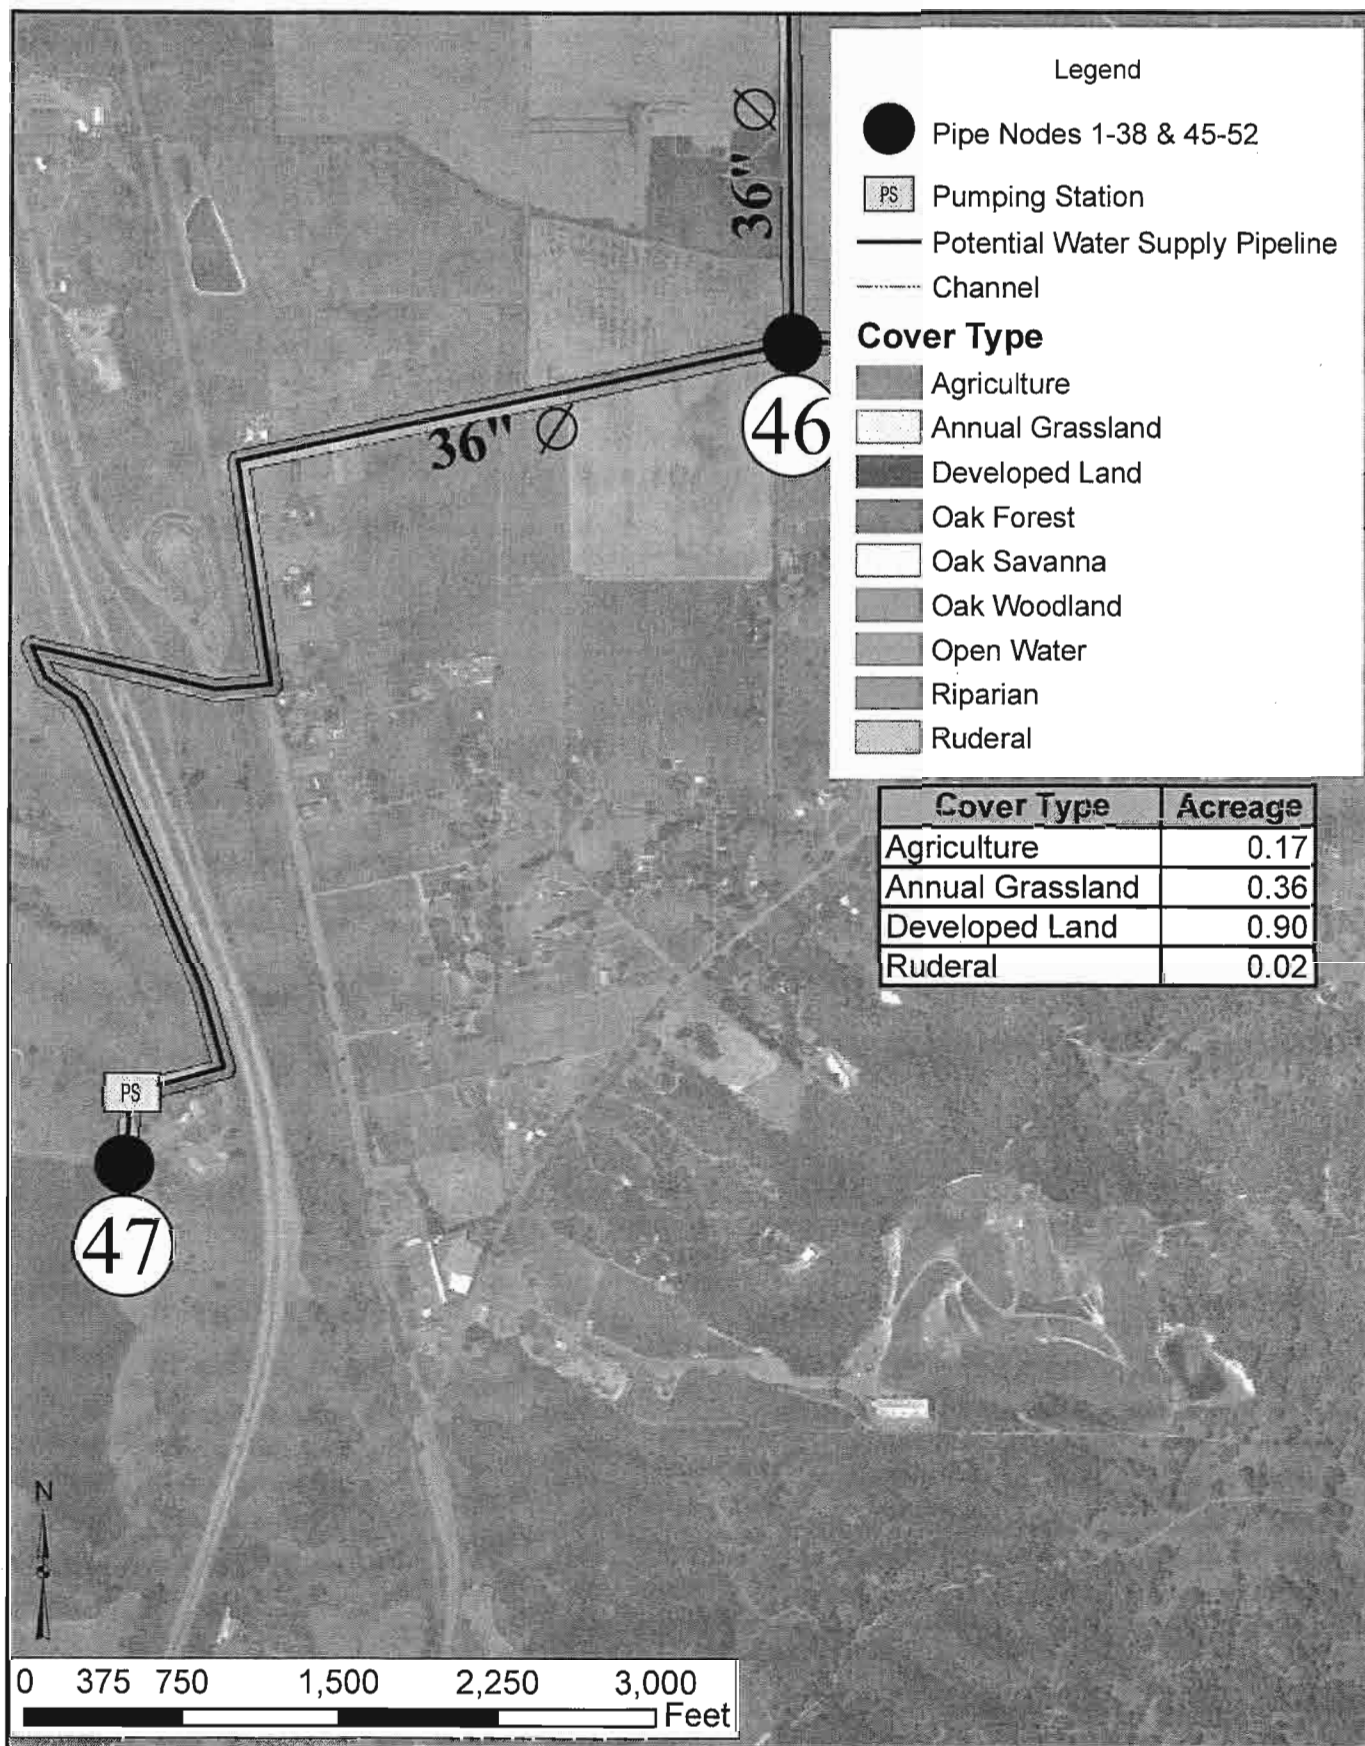 Legend
Pipe Nodes 1-38 & 45-52
PS Pumping Station
Potential Water Supply Pipeline
Channel
Cover Type
Agriculture
Annual Grassland
Developed Land
Oak Forest
Oak Savanna
Oak Woodland
Open Water
Riparian
Ruderal
36" Ø
46
36" Ø
Cover Type Acreage
Agriculture 0.17
Annual Grassland 0.36
Developed Land 0.90
Ruderal 0.02
PS
47
N
0 375 750 1,500 2,250 3,000
Feet